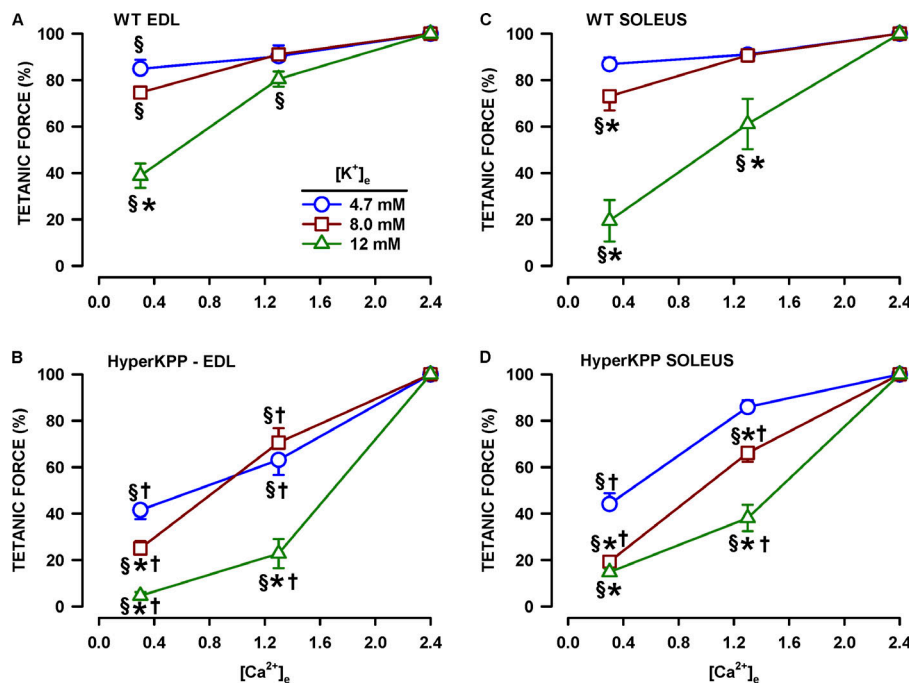 A WT EDL
TETANIC FORCE (%)
100
80
60
40
20
0
§
§
§
§*
[K⁺]ₑ
4.7 mM
8.0 mM
12 mM
0.0 0.4 0.8 1.2 1.6 2.0 2.4
C WT SOLEUS
TETANIC FORCE (%)
100
80
60
40
20
0
§*
§*
§*
0.0 0.4 0.8 1.2 1.6 2.0 2.4
B HyperKPP - EDL
TETANIC FORCE (%)
100
80
60
40
20
0
§†
§†
§†
§*†
§*†
§*†
0.0 0.4 0.8 1.2 1.6 2.0 2.4
[Ca²⁺]ₑ
D HyperKPP SOLEUS
TETANIC FORCE (%)
100
80
60
40
20
0
§*†
§†
§*†
§*†
§*
0.0 0.4 0.8 1.2 1.6 2.0 2.4
[Ca²⁺]ₑ